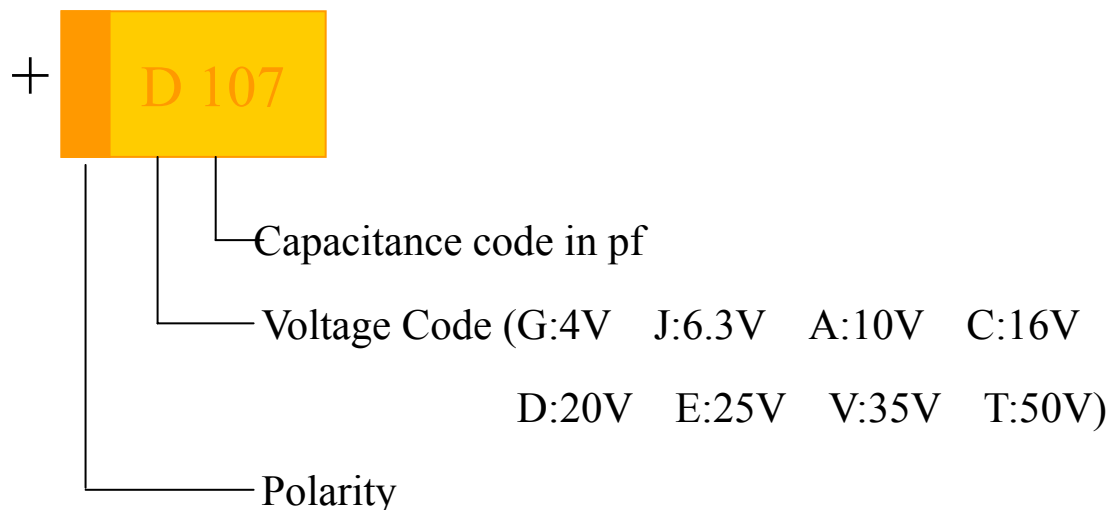 + D 107
Capacitance code in pf
Voltage Code (G:4V J:6.3V A:10V C:16V
D:20V E:25V V:35V T:50V)
Polarity